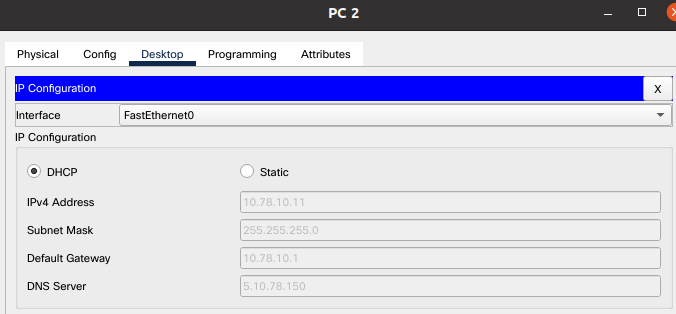 PC 2
Physical Config Desktop Programming Attributes
IP Configuration X
Interface FastEthernet0
IP Configuration
DHCP Static
IPv4 Address 10.78.10.11
Subnet Mask 255.255.255.0
Default Gateway 10.78.10.1
DNS Server 5.10.78.150